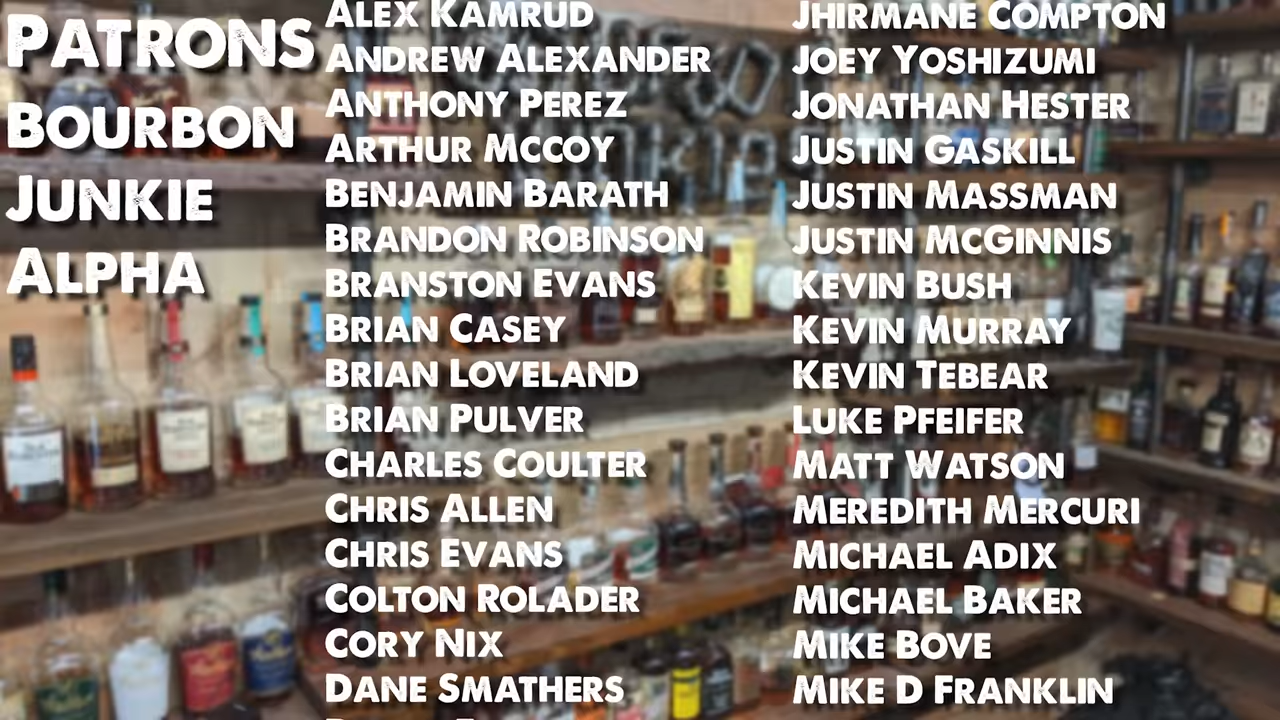 Patrons
Bourbon
Junkie
Alpha
Alex Kamrud
Andrew Alexander
Anthony Perez
Arthur McCoy
Benjamin Barath
Brandon Robinson
Branston Evans
Brian Casey
Brian Loveland
Brian Pulver
Charles Coulter
Chris Allen
Chris Evans
Colton Rolader
Cory Nix
Dane Smathers
Jhirmane Compton
Joey Yoshizumi
Jonathan Hester
Justin Gaskill
Justin Massman
Justin McGinnis
Kevin Bush
Kevin Murray
Kevin Tebear
Luke Pfeifer
Matt Watson
Meredith Mercuri
Michael Adix
Michael Baker
Mike Bove
Mike D Franklin